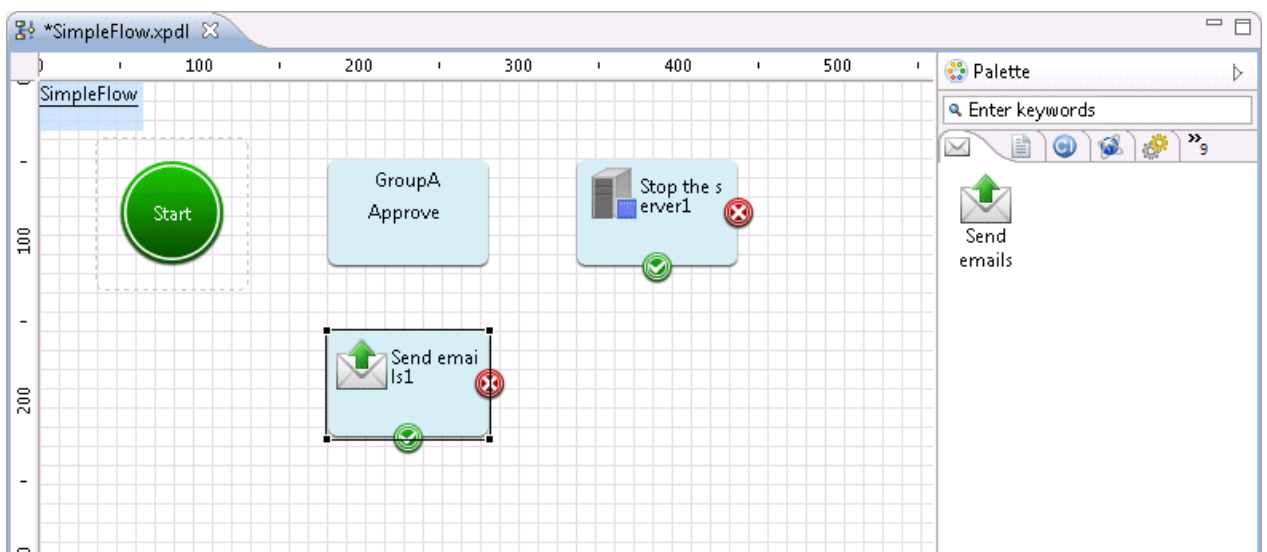 *SimpleFlow.xpdl
0 100 200 300 400 500
Palette
SimpleFlow
Enter keywords
9
GroupA
Approve
Stop the s
erver1
Start
Send
emails
100
Send emai
ls1
200